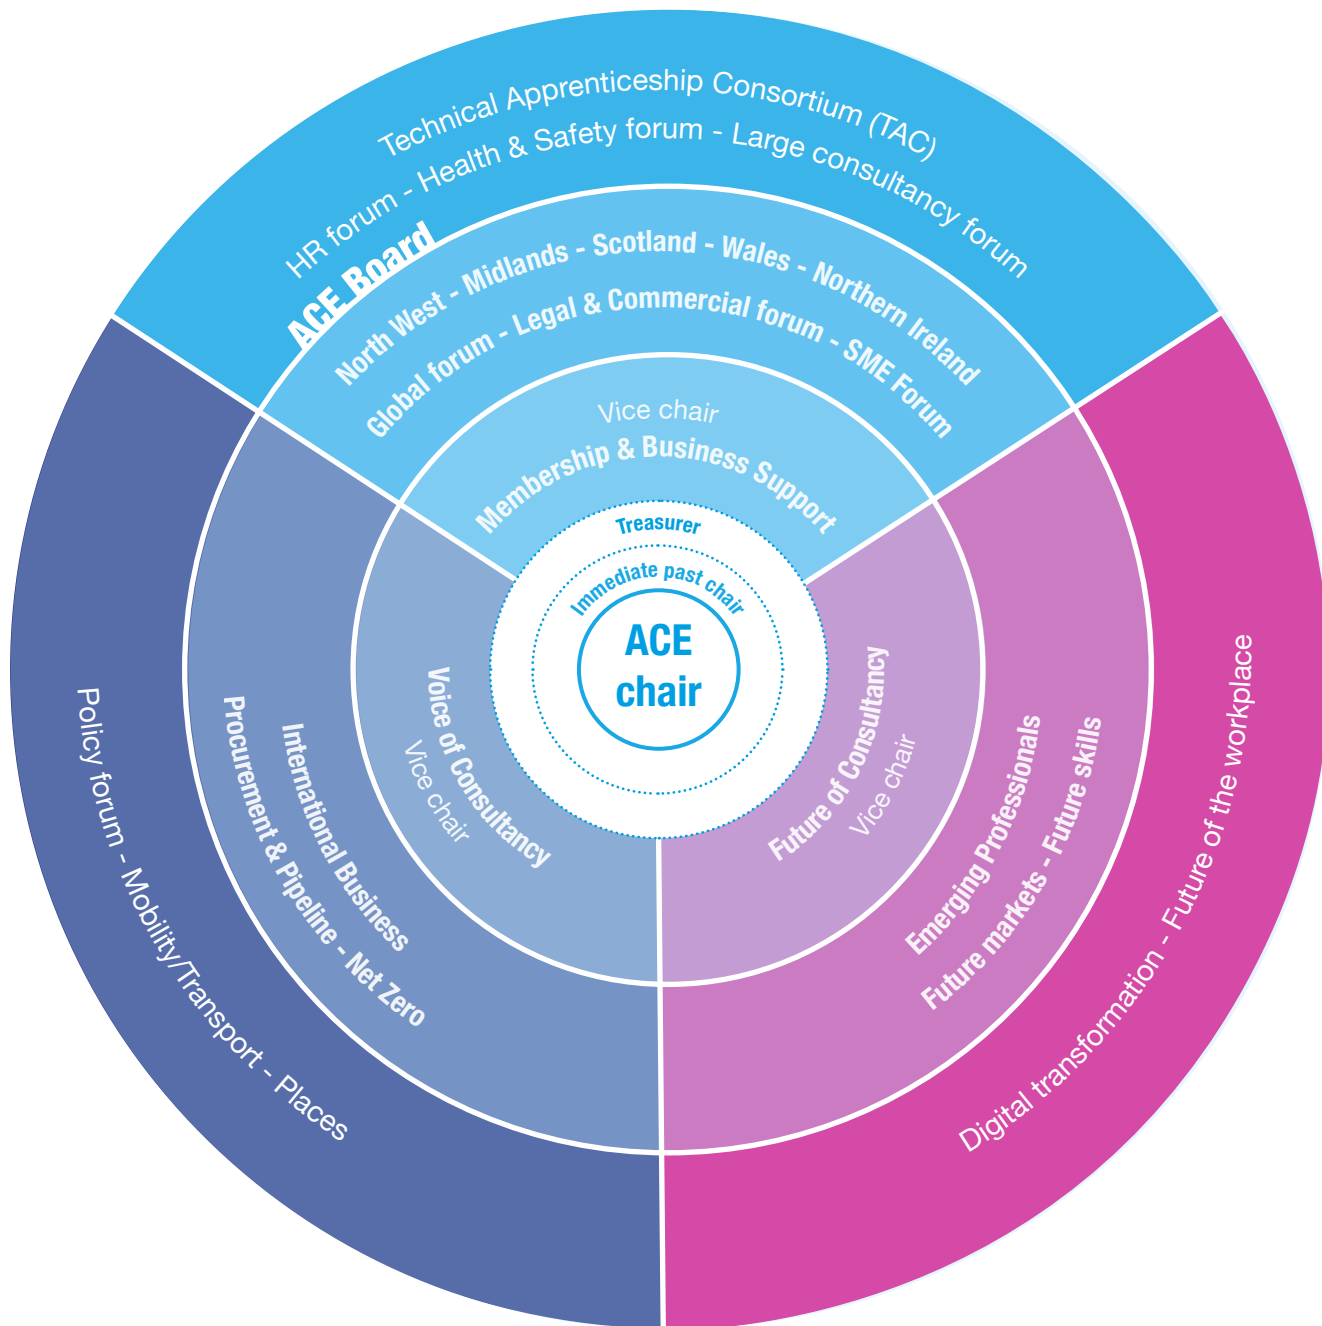 Technical Apprenticeship Consortium (TAC)
HR forum - Health & Safety forum - Large consultancy forum
ACE Board
North West - Midlands - Scotland - Wales - Northern Ireland
Global forum - Legal & Commercial forum - SME Forum
Vice chair
Membership & Business Support
Treasurer
Immediate past chair
ACE
chair
Voice of Consultancy
Vice chair
International Business
Procurement & Pipeline - Net Zero
Policy forum - Mobility/Transport - Places
Future of Consultancy
Vice chair
Emerging Professionals
Future markets - Future skills
Digital transformation - Future of the workplace